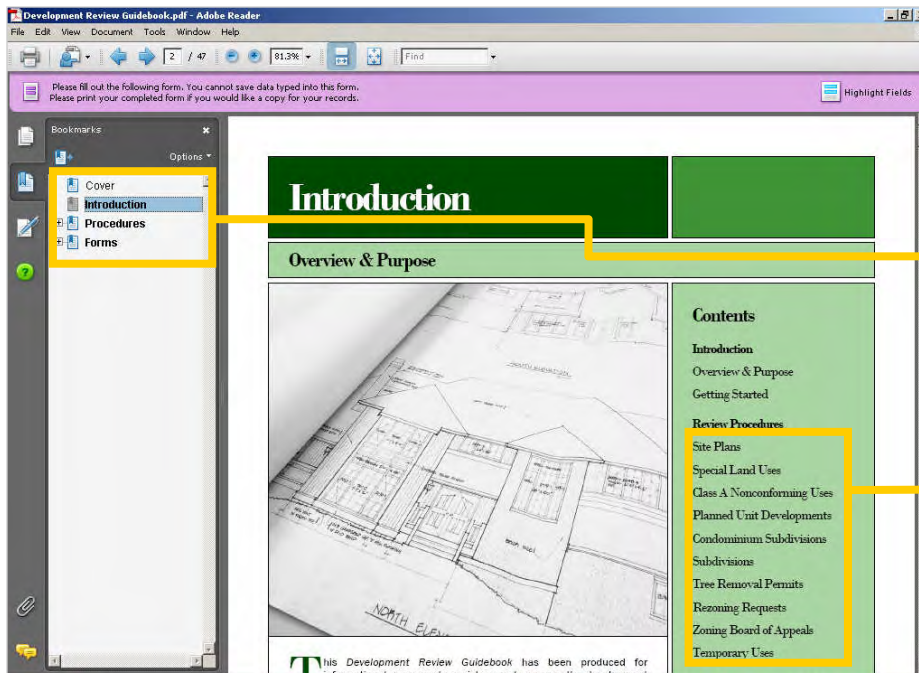 Development Review Guidebook.pdf - Adobe Reader
File Edit View Document Tools Window Help
2 / 47 81.3% Find
Please fill out the following form. You cannot save data typed into this form.
Please print your completed form if you would like a copy for your records.
Highlight Fields
Bookmarks
Options
Cover
Introduction
Procedures
Forms
Introduction
Overview & Purpose
NORTH ELEVATION
NORTH
Contents
Introduction
Overview & Purpose
Getting Started
Review Procedures
Site Plans
Special Land Uses
Class A Nonconforming Uses
Planned Unit Developments
Condominium Subdivisions
Subdivisions
Tree Removal Permits
Rezoning Requests
Zoning Board of Appeals
Temporary Uses
This Development Review Guidebook has been produced for